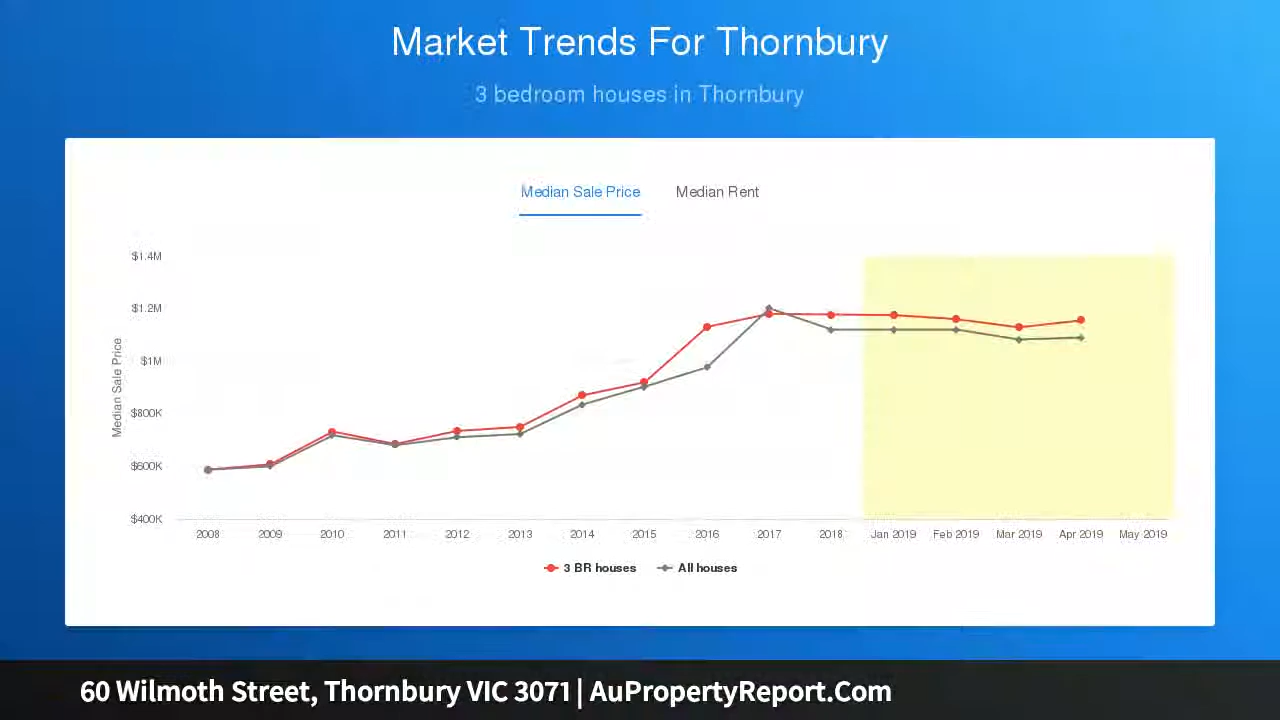 Market Trends For Thornbury
3 bedroom houses in Thornbury
Median Sale Price Median Rent
Median Sale Price
$1.4M
$1.2M
$1M
$800K
$600K
$400K
2008 2009 2010 2011 2012 2013 2014 2015 2016 2017 2018 Jan 2019 Feb 2019 Mar 2019 Apr 2019 May 2019
3 BR houses All houses
60 Wilmoth Street, Thornbury VIC 3071 | AuPropertyReport.Com